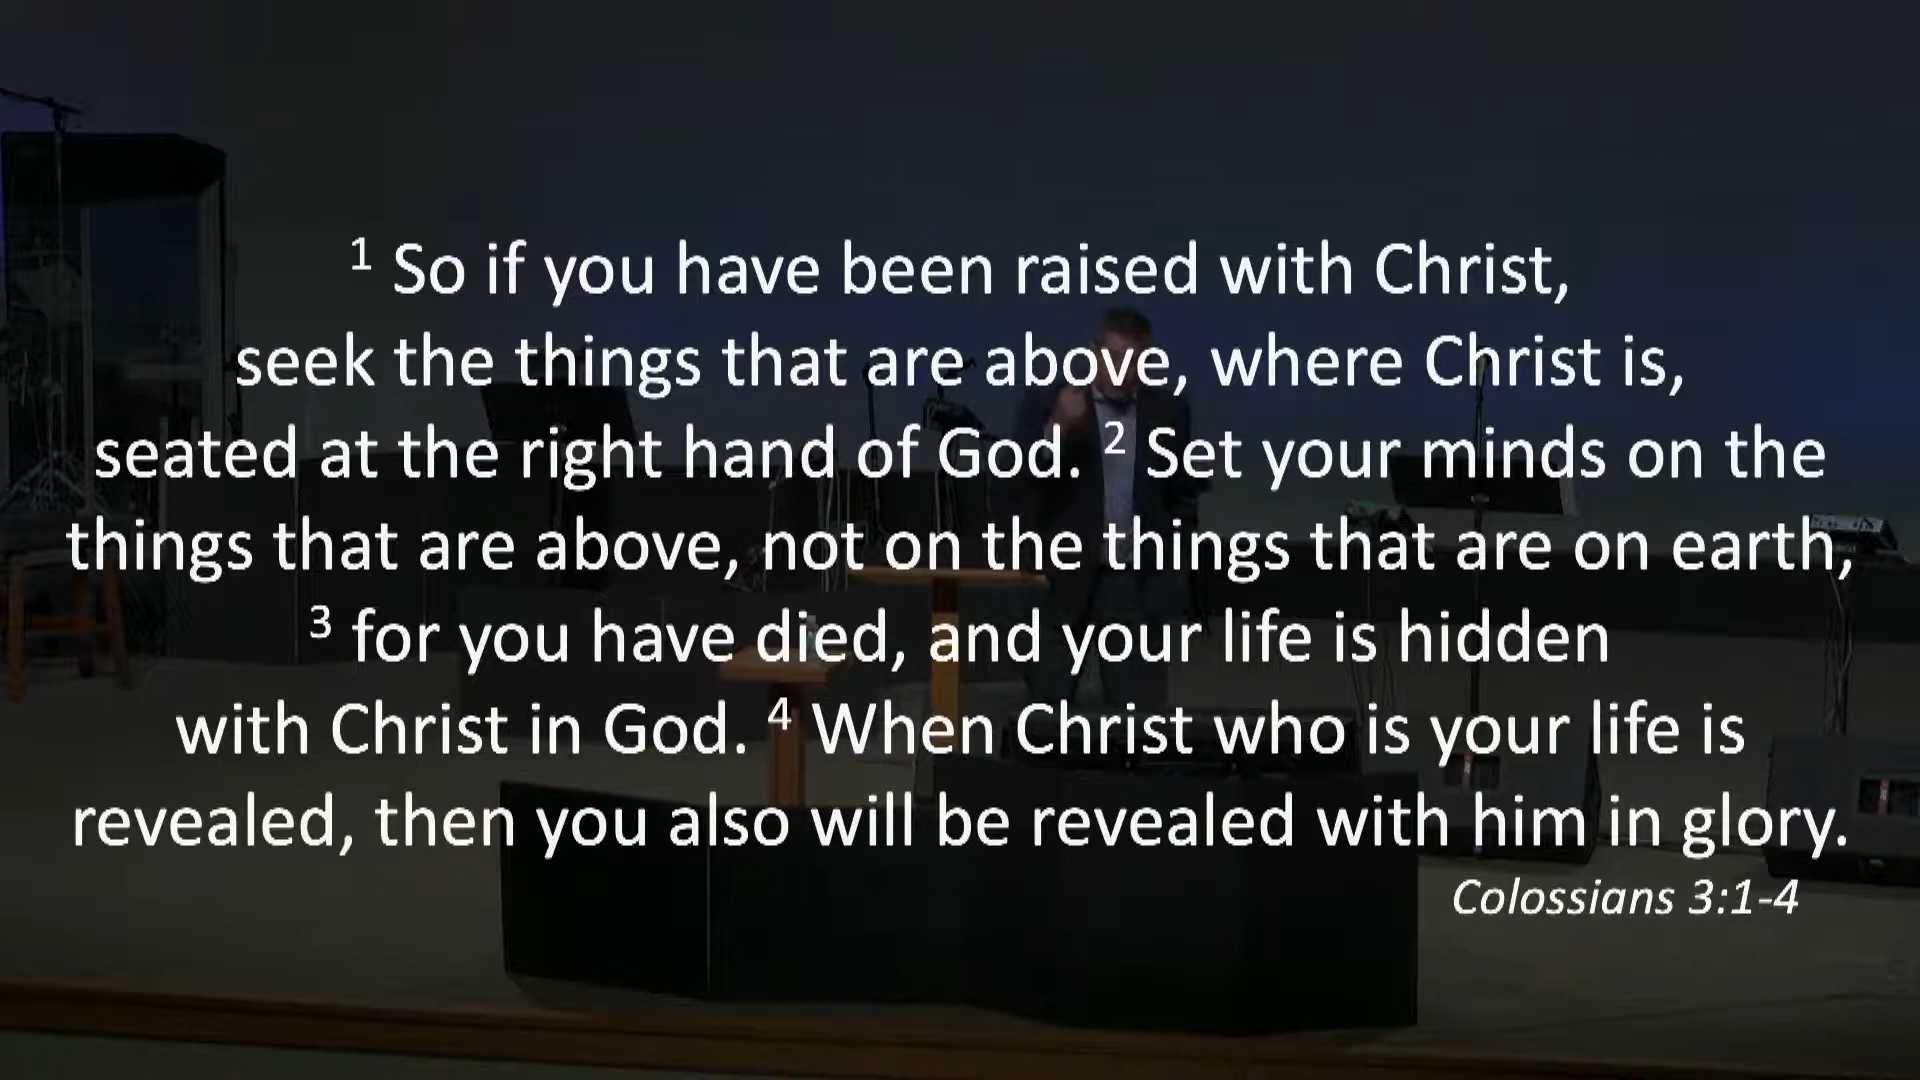 1 So if you have been raised with Christ,
seek the things that are above, where Christ is,
seated at the right hand of God. 2 Set your minds on the
things that are above, not on the things that are on earth,
3 for you have died, and your life is hidden
with Christ in God. 4 When Christ who is your life is
revealed, then you also will be revealed with him in glory.
Colossians 3:1-4